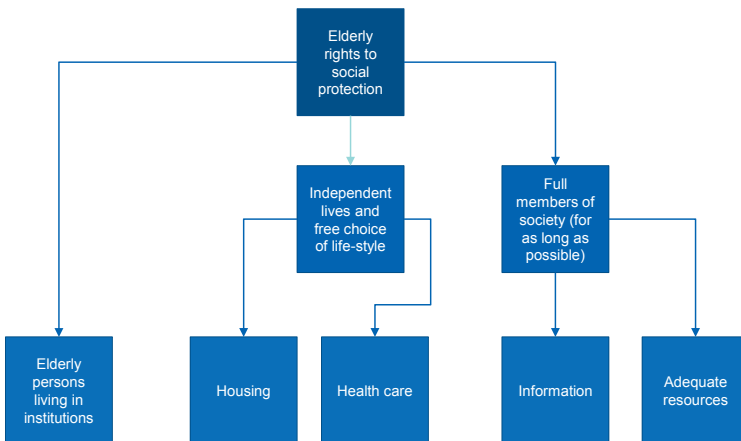 Elderly
rights to
social
protection
Independent
lives and
free choice
of life-style
Full
members of
society (for
as long as
possible)
Elderly
persons
living in
institutions
Housing
Health care
Information
Adequate
resources